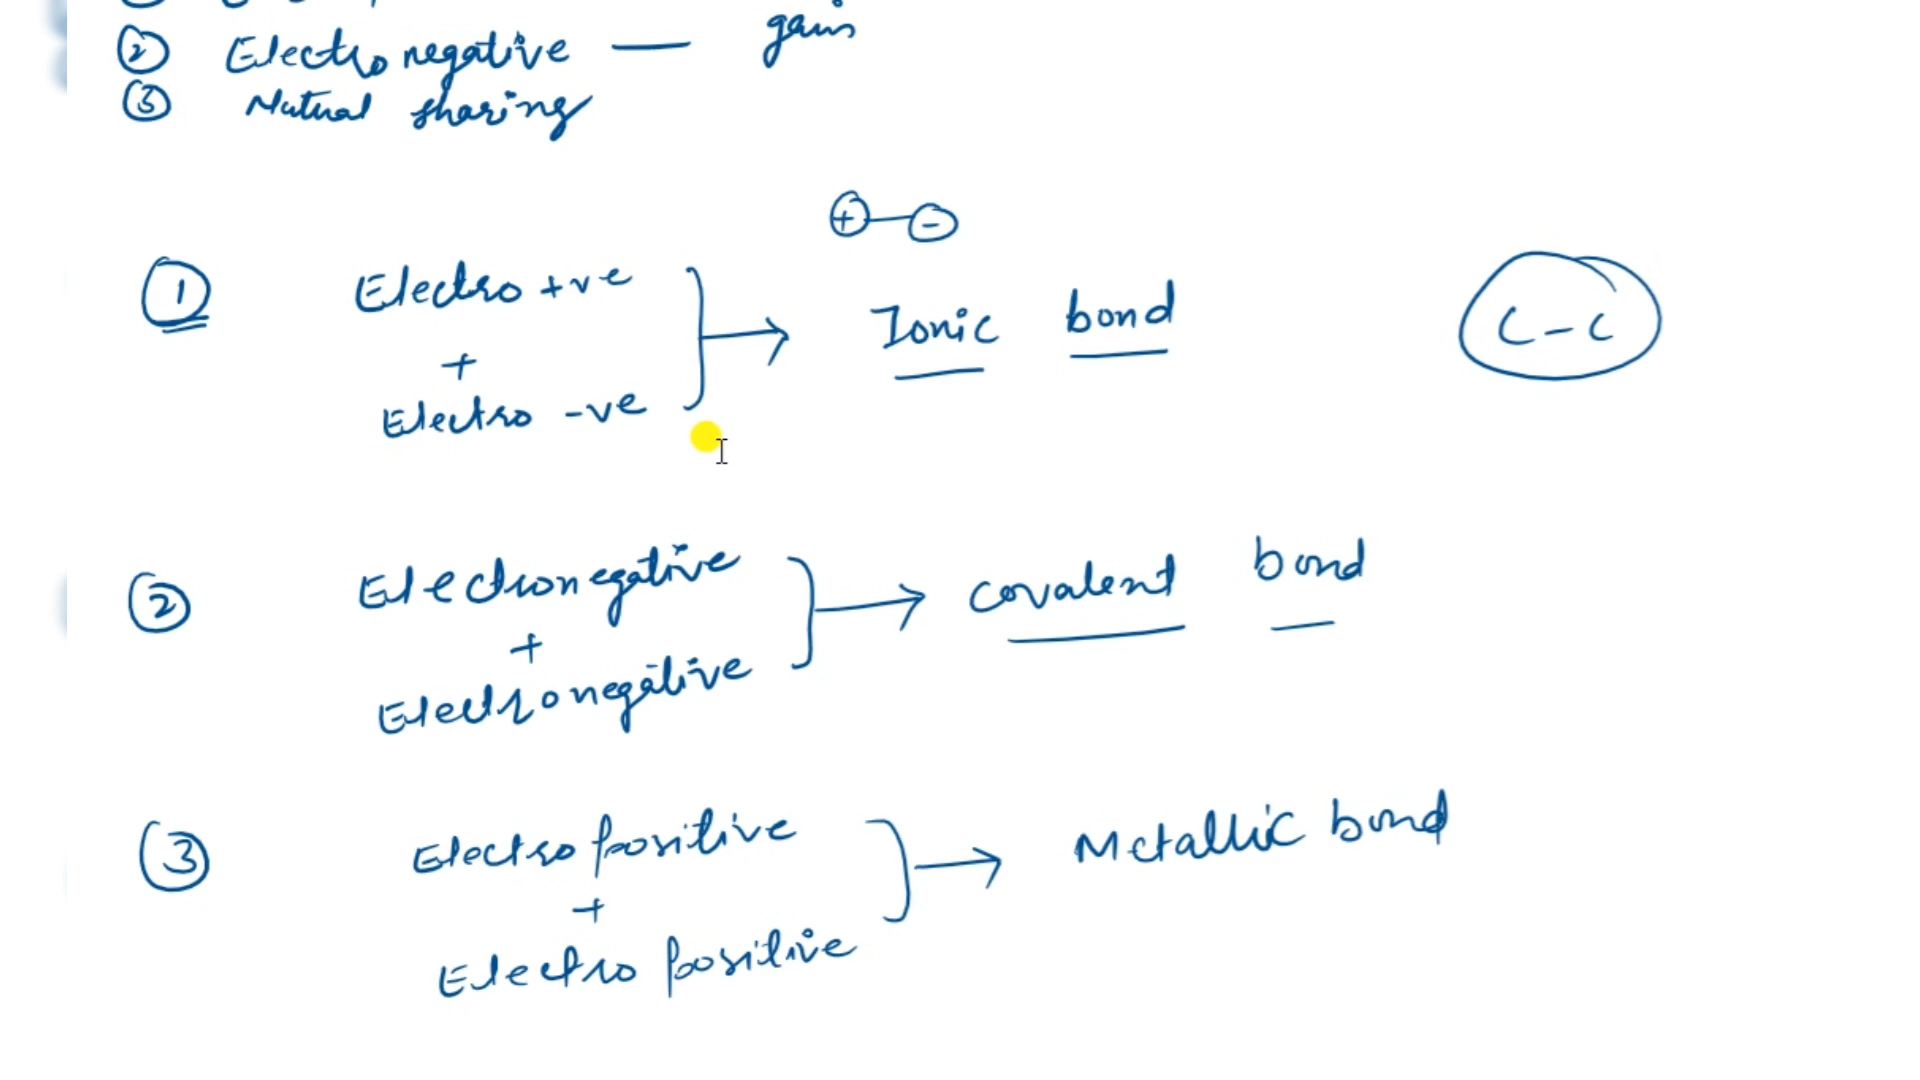 ② Electronegative — gain
③ Mutual sharing
+ - 
① Electro +ve
+
Electro -ve
→ Ionic bond
C-C
② Electronegative
+
Electronegative
→ covalent bond
③ Electropositive
+
Electropositive
→ Metallic bond